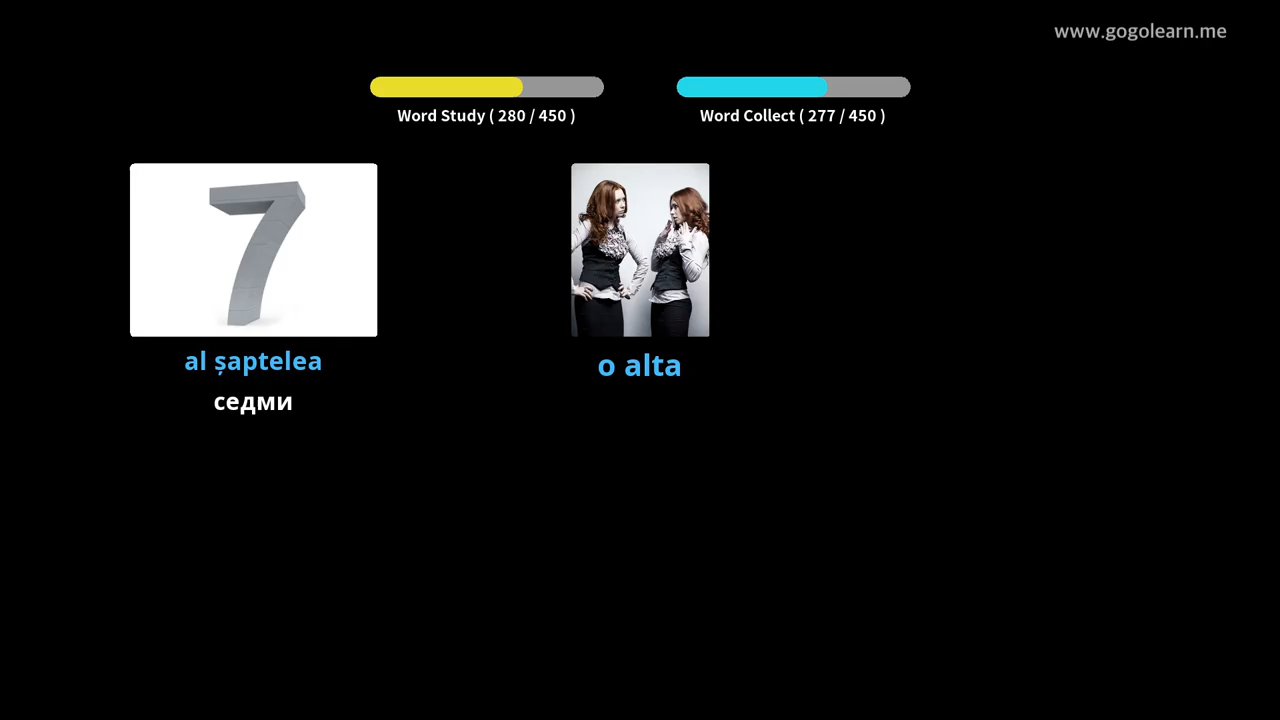 www.gogolearn.me
Word Study ( 280 / 450 )
Word Collect ( 277 / 450 )
7
al șaptelea
седми
o alta